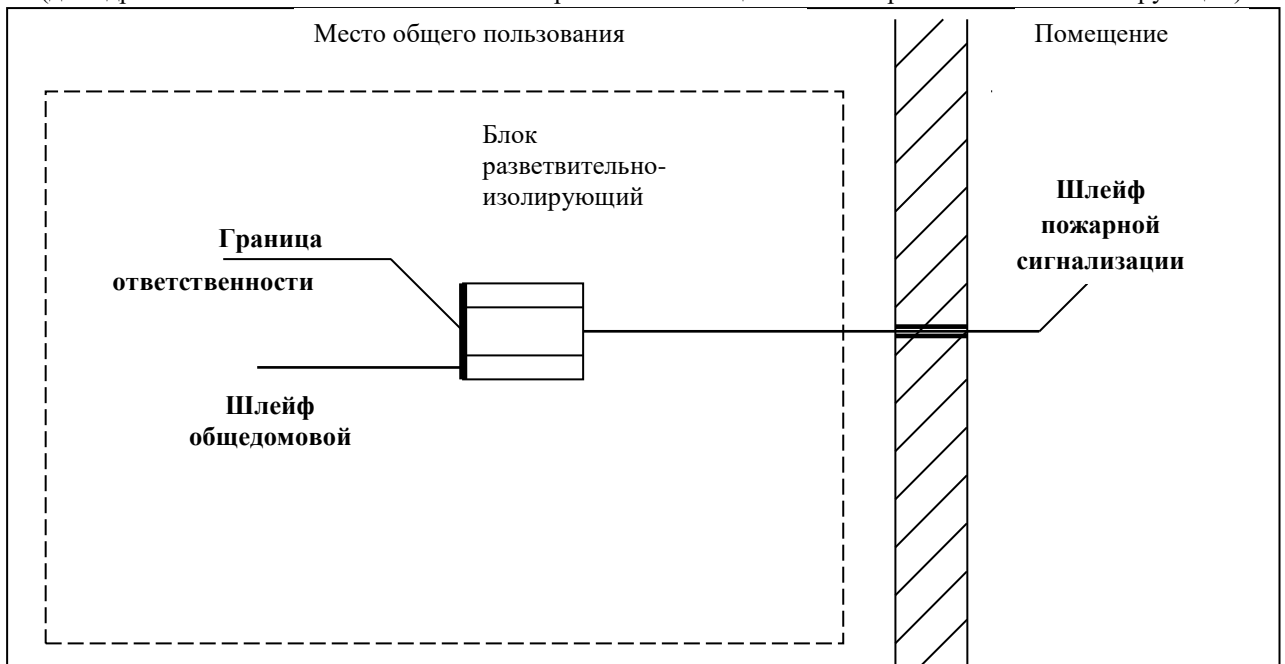 Место общего пользования
Помещение
Блок
разветвительно-
изолирующий
Граница
ответственности
Шлейф
пожарной
сигнализации
Шлейф
общедомовой